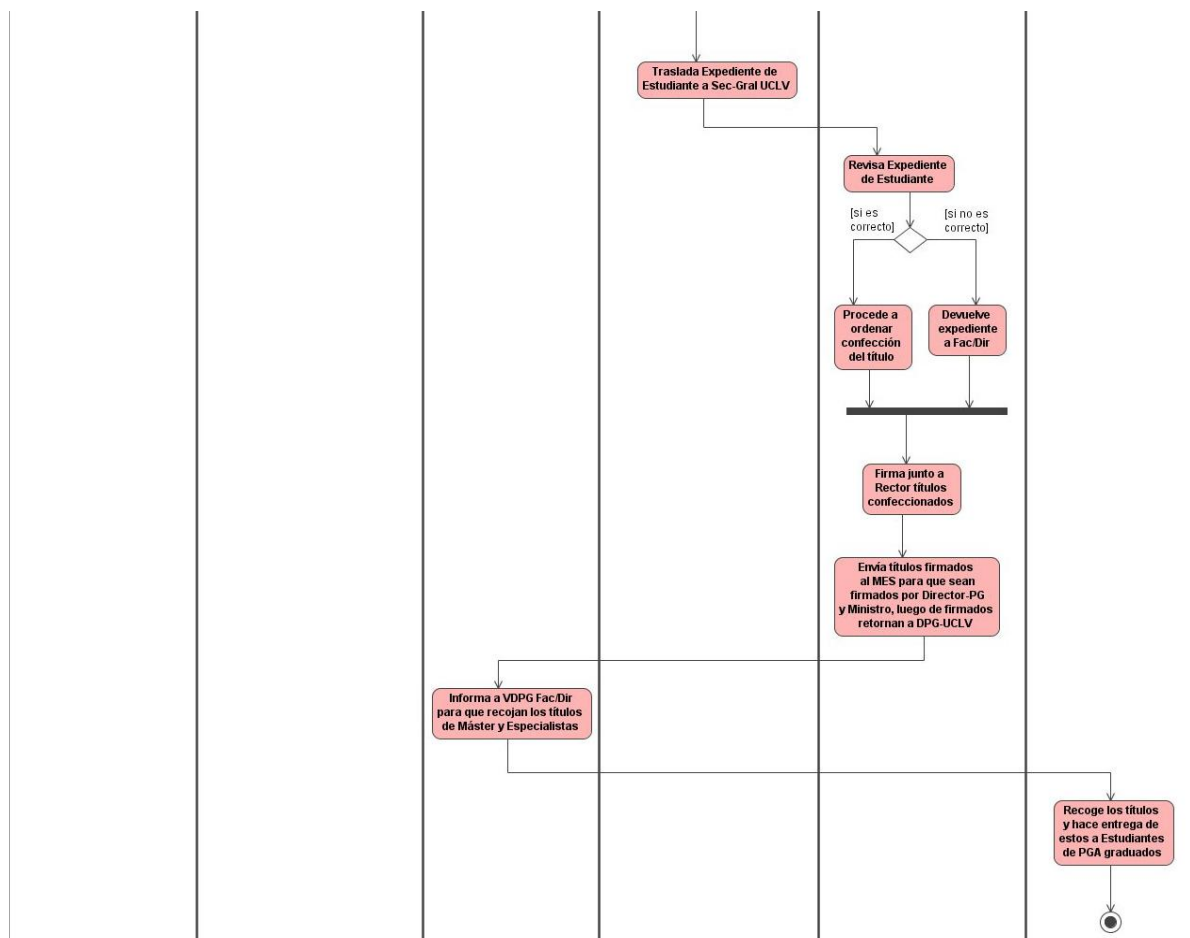 Traslada Expediente de
Estudiante a Sec-Gral UCLV
Revisa Expediente
de Estudiante
[si es
correcto]
[si no es
correcto]
Procede a
ordenar
confección
del título
Devuelve
expediente
a Fac/Dir
Firma junto a
Rector títulos
confeccionados
Envía títulos firmados
al MES para que sean
firmados por Director-PG
y Ministro, luego de firmados
retornan a DPG-UCLV
Informa a VDPG Fac/Dir
para que recojan los títulos
de Máster y Especialistas
Recoge los títulos
y hace entrega de
estos a Estudiantes
de PGA graduados